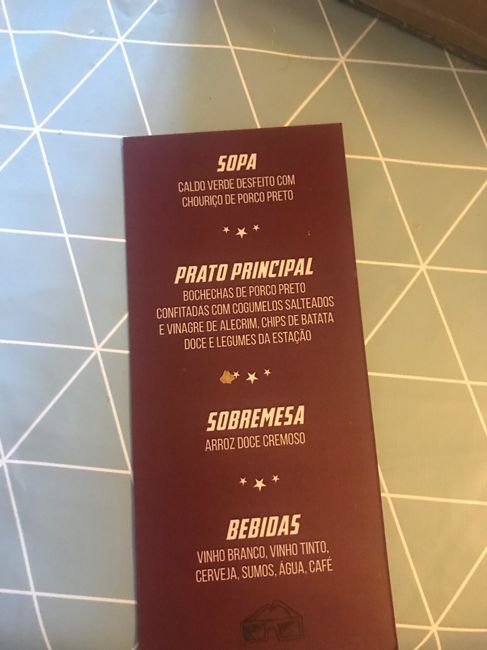 SOPA
CALDO VERDE DESFEITO COM
CHOURIÇO DE PORCO PRETO
PRATO PRINCIPAL
BOCHECHAS DE PORCO PRETO
CONFITADAS COM COGUMELOS SALTEADOS
E VINAGRE DE ALECRIM, CHIPS DE BATATA
DOCE E LEGUMES DA ESTAÇÃO
SOBREMESA
ARROZ DOCE CREMOSO
BEBIDAS
VINHO BRANCO, VINHO TINTO,
CERVEJA, SUMOS, ÁGUA, CAFÉ